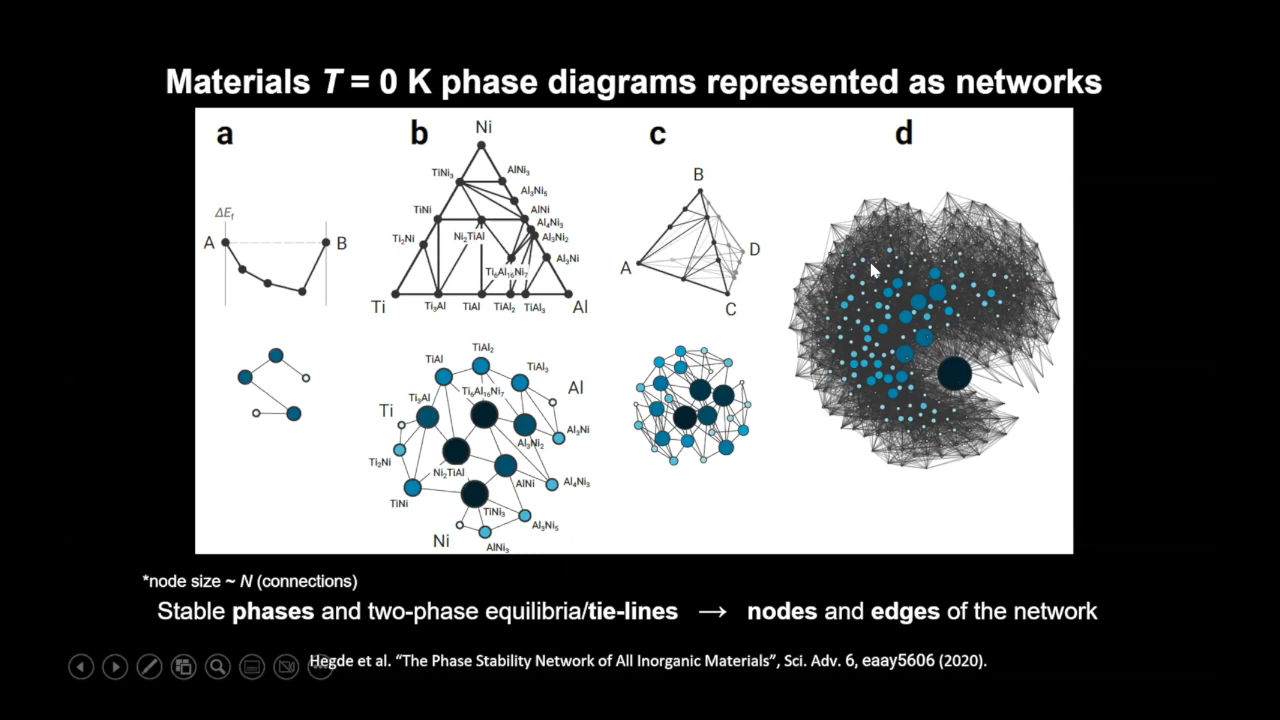 Materials T = 0 K phase diagrams represented as networks
a
b
c
d
ΔEf
A
B
Ni
TiNi₃
AlNi₃
Al₃Ni₅
TiNi
AlNi
Al₄Ni₃
Ti₂Ni
Ni₂TiAl
Al₃Ni₂
Al₃Ni
Ti₆Al₁₆Ni₇
Ti
Ti₃Al
TiAl
TiAl₂
TiAl₃
Al
B
A
D
C
TiAl₂
TiAl
TiAl₃
Ti₆Al₁₆Ni₇
Al
Ti₃Al
Ti
Al₃Ni
Al₃Ni₂
Ti₂Ni
Ni₂TiAl
AlNi
Al₄Ni₃
TiNi
TiNi₃
Al₃Ni₅
Ni
AlNi₃
*node size ~ N (connections)
Stable phases and two-phase equilibria/tie-lines → nodes and edges of the network
Hegde et al. “The Phase Stability Network of All Inorganic Materials”, Sci. Adv. 6, eaay5606 (2020).